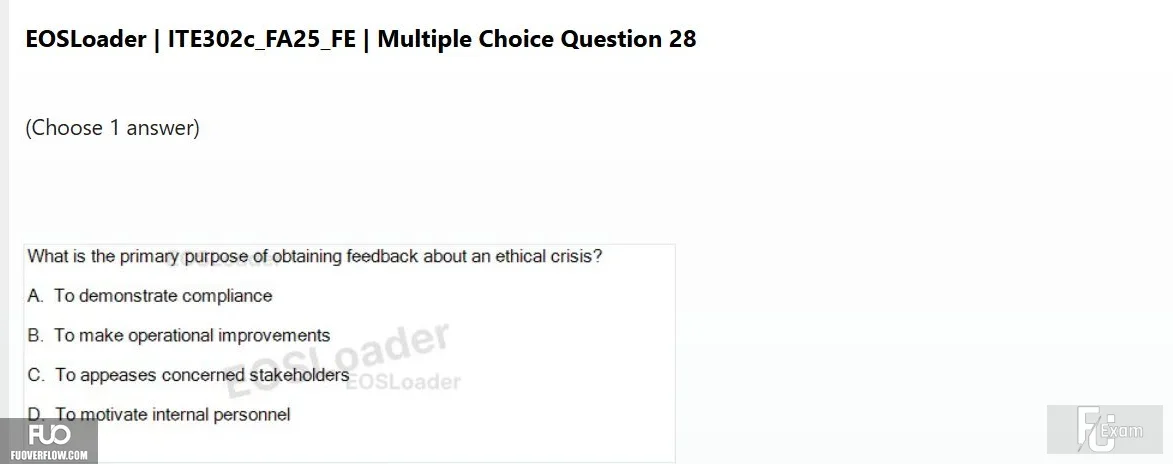 EOSLoader | ITE302c_FA25_FE | Multiple Choice Question 28
(Choose 1 answer)
What is the primary purpose of obtaining feedback about an ethical crisis?
A. To demonstrate compliance
B. To make operational improvements
EOSLoader
C. To appeases concerned stakeholders
EOSLoader
D. To motivate internal personnel
FUO
FUOVERFLOW.COM
FU Exam